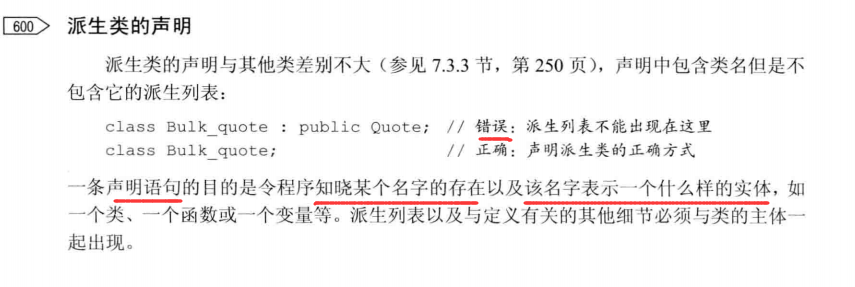 600 派生类的声明
派生类的声明与其他类差别不大（参见 7.3.3 节，第 250 页），声明中包含类名但是不
包含它的派生列表：
class Bulk_quote : public Quote; // 错误：派生列表不能出现在这里
class Bulk_quote; // 正确：声明派生类的正确方式
一条声明语句的目的是令程序知晓某个名字的存在以及该名字表示一个什么样的实体，如
一个类、一个函数或一个变量等。派生列表以及与定义有关的其他细节必须与类的主体一
起出现。